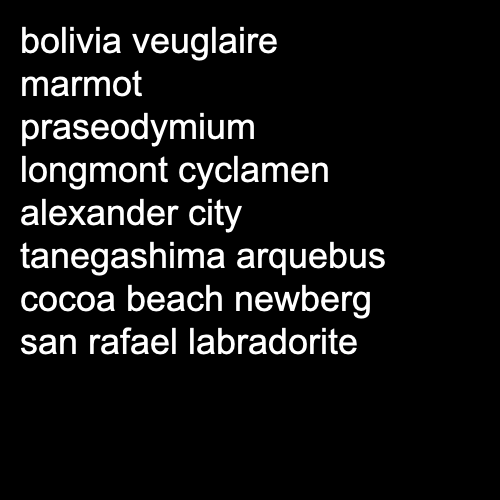 bolivia veuglaire
marmot
praseodymium
longmont cyclamen
alexander city
tanegashima arquebus
cocoa beach newberg
san rafael labradorite